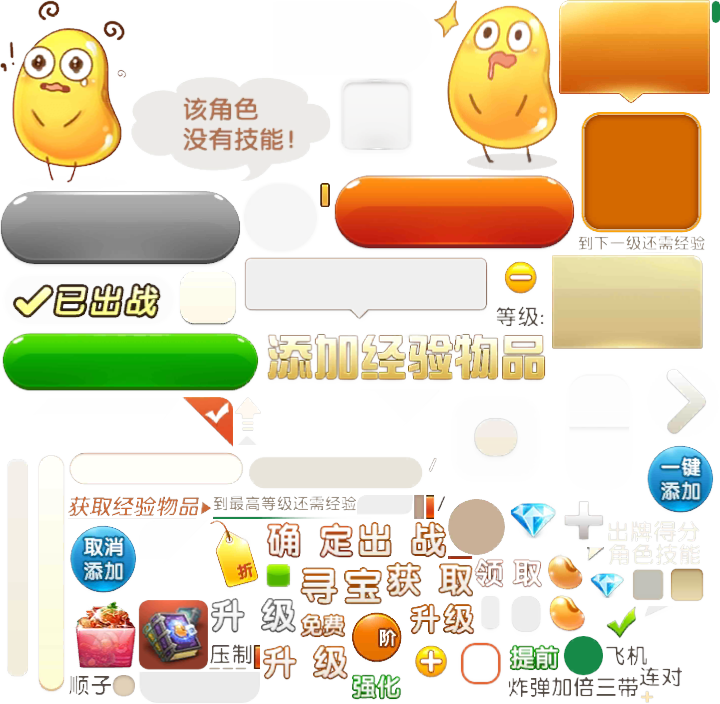 该角色
没有技能!
到下一级还需经验
已出战
等级:
添加经验物品
一键
添加
获取经验物品
到最高等级还需经验
/
取消
添加
折
确 定出 战
寻宝获 取
领 取
出牌得分
角色技能
升 级
免费
升级
阶
压制
升 级
提前
飞机
强化
顺子
炸弹加倍三带连对